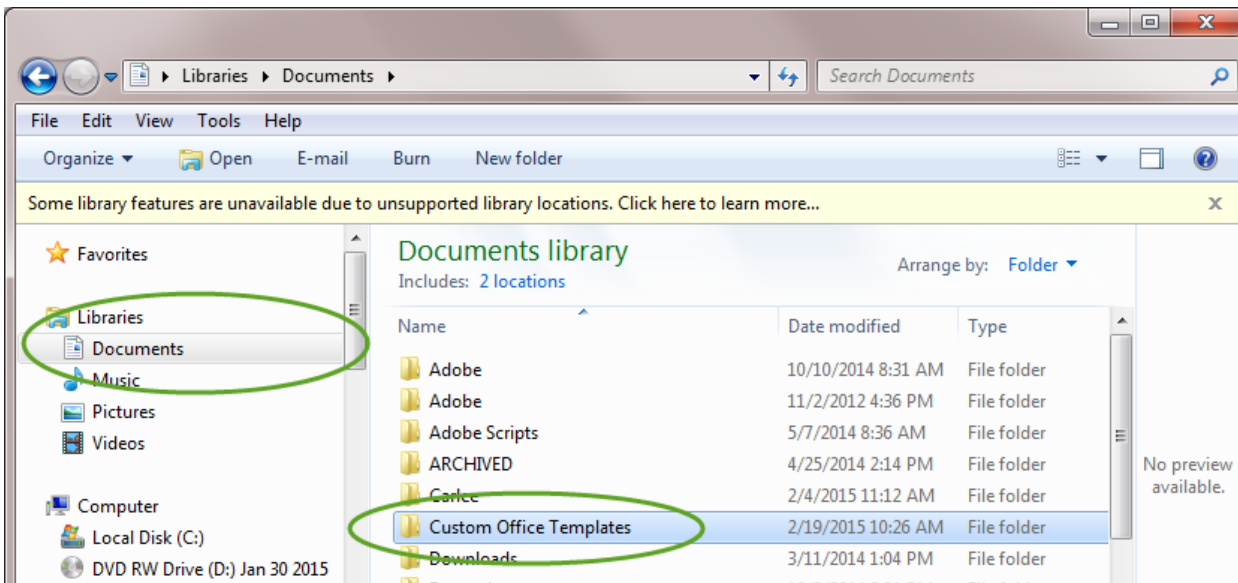 Libraries ▸ Documents ▸
Search Documents
File Edit View Tools Help
Organize Open E-mail Burn New folder
Some library features are unavailable due to unsupported library locations. Click here to learn more...
x
Favorites
Libraries
Documents
Music
Pictures
Videos
Computer
Local Disk (C:)
DVD RW Drive (D:) Jan 30 2015
Documents library
Includes: 2 locations
Arrange by: Folder
Name Date modified Type
Adobe 10/10/2014 8:31 AM File folder
Adobe 11/2/2012 4:36 PM File folder
Adobe Scripts 5/7/2014 8:36 AM File folder
ARCHIVED 4/25/2014 2:14 PM File folder
Carlee 2/4/2015 11:12 AM File folder
Custom Office Templates 2/19/2015 10:26 AM File folder
Downloads 3/11/2014 1:04 PM File folder
No preview
available.